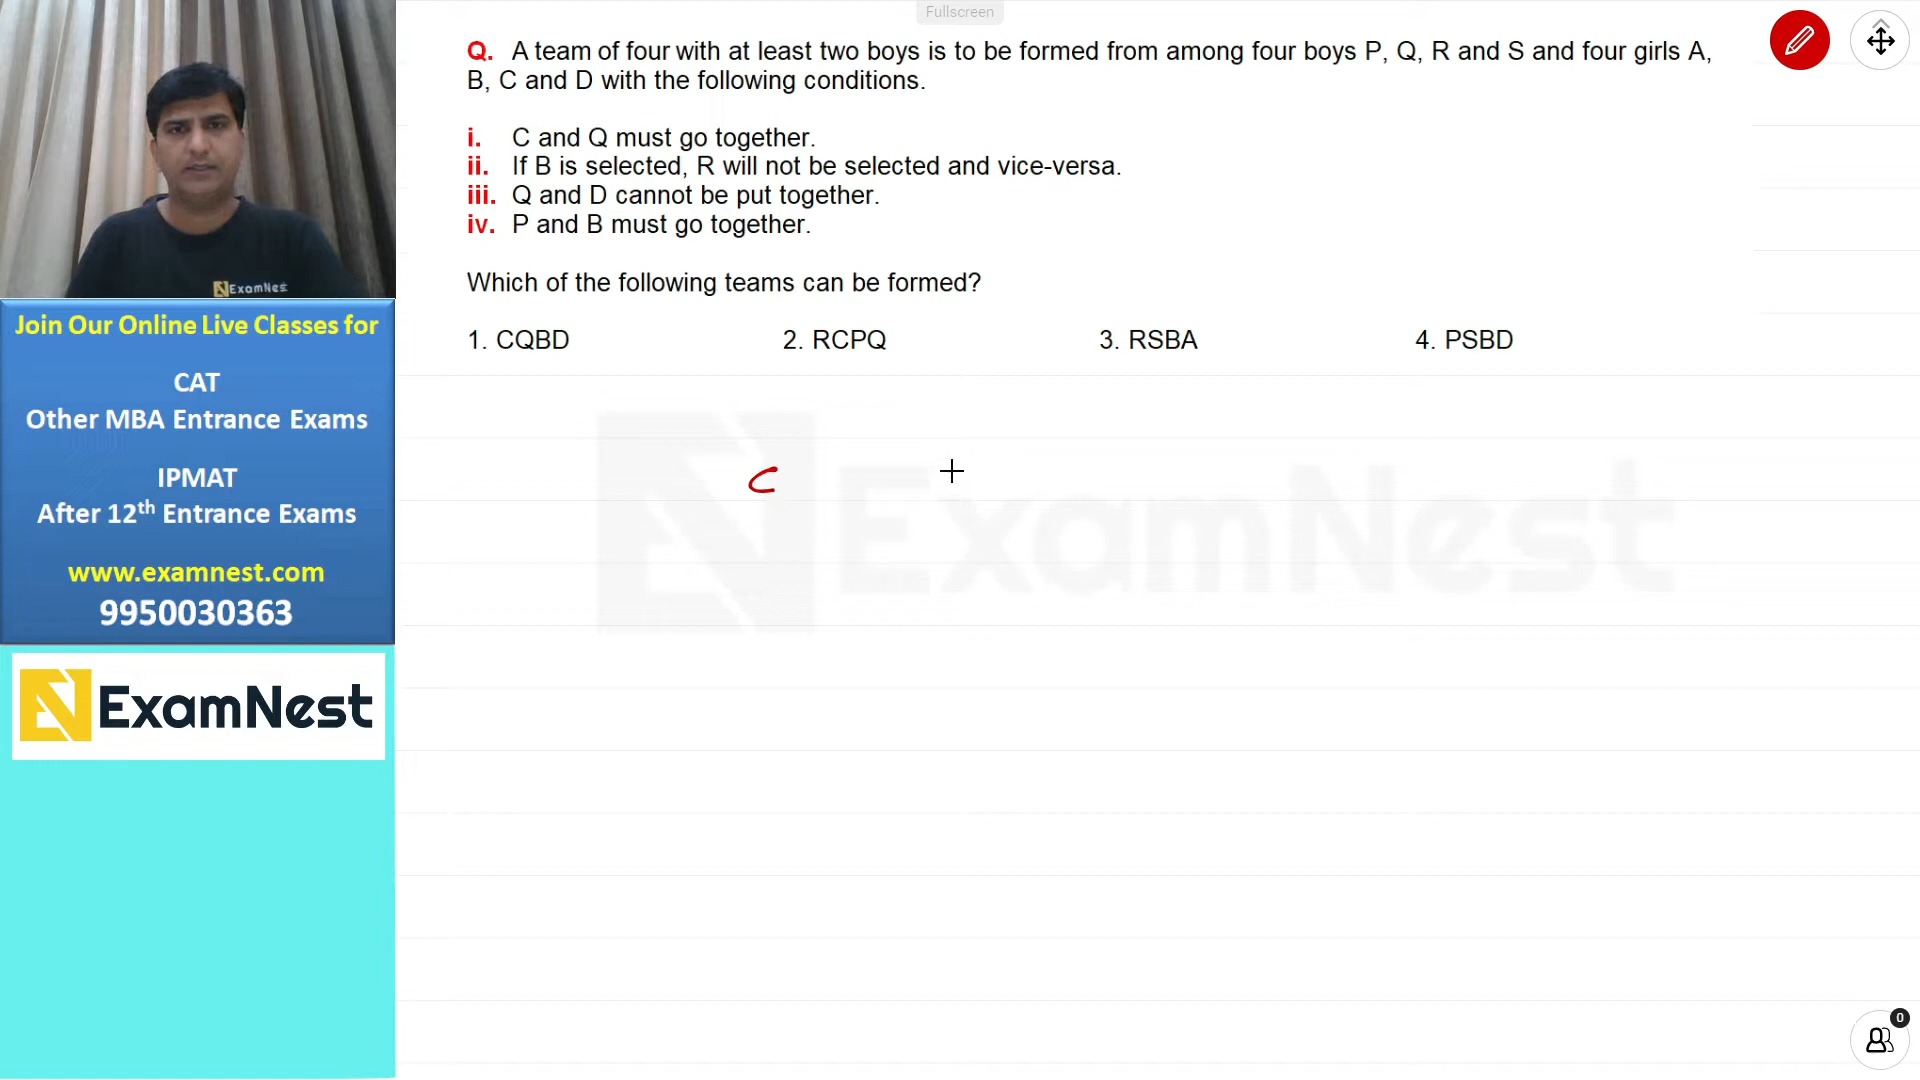 Fullscreen
Q. A team of four with at least two boys is to be formed from among four boys P, Q, R and S and four girls A,
B, C and D with the following conditions.
i. C and Q must go together.
ii. If B is selected, R will not be selected and vice-versa.
iii. Q and D cannot be put together.
iv. P and B must go together.
Which of the following teams can be formed?
1. CQBD 2. RCPQ 3. RSBA 4. PSBD
C
ExamNest
ExamNest
Join Our Online Live Classes for
CAT
Other MBA Entrance Exams
IPMAT
After 12th Entrance Exams
www.examnest.com
9950030363
ExamNest
0